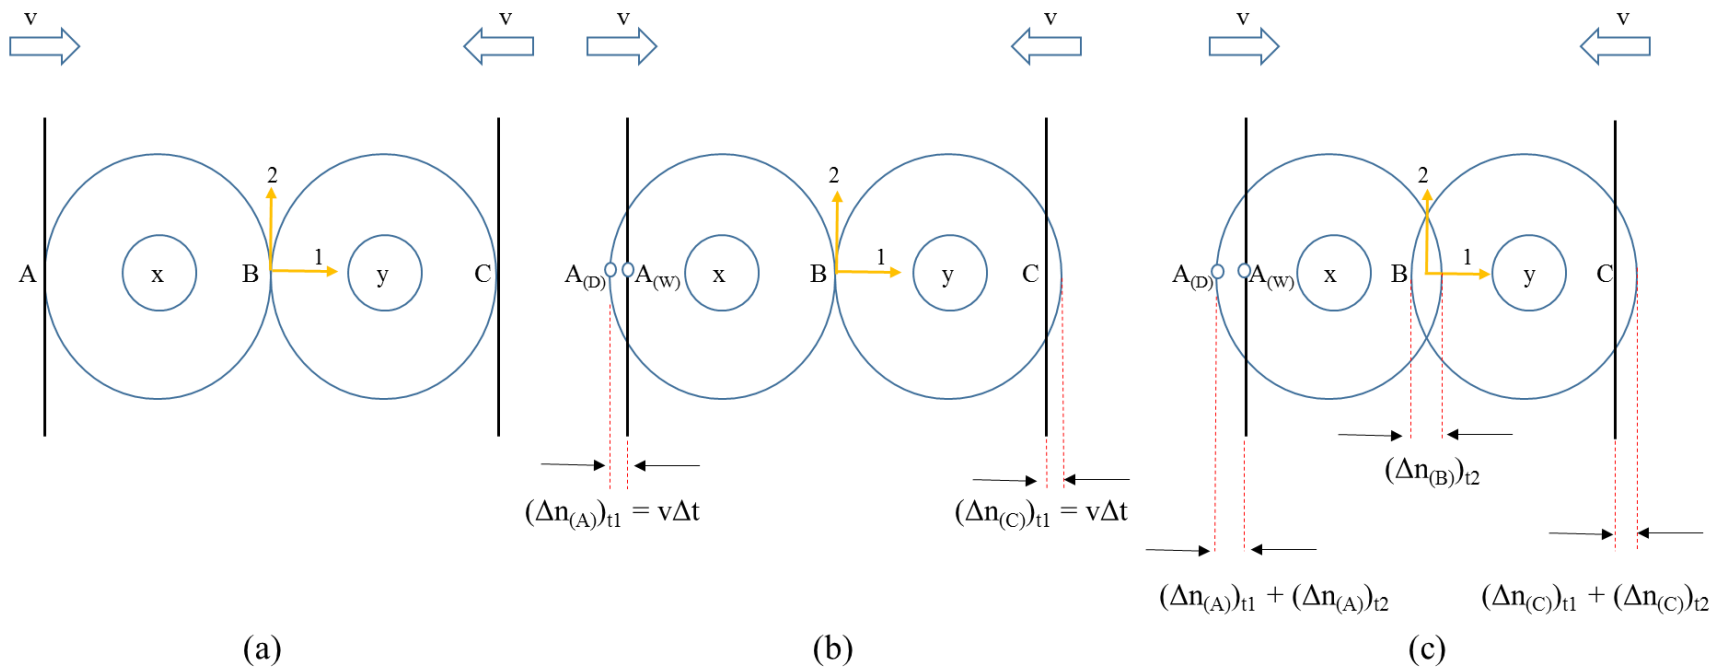 v v v v v v
2 2 2
1 1 1
A x B y C
A(D) A(W) x B y C
A(D) A(W) x B y C
(Δn(B))t2
(Δn(A))t1 = vΔt (Δn(C))t1 = vΔt
(Δn(A))t1 + (Δn(A))t2 (Δn(C))t1 + (Δn(C))t2
(a) (b) (c)